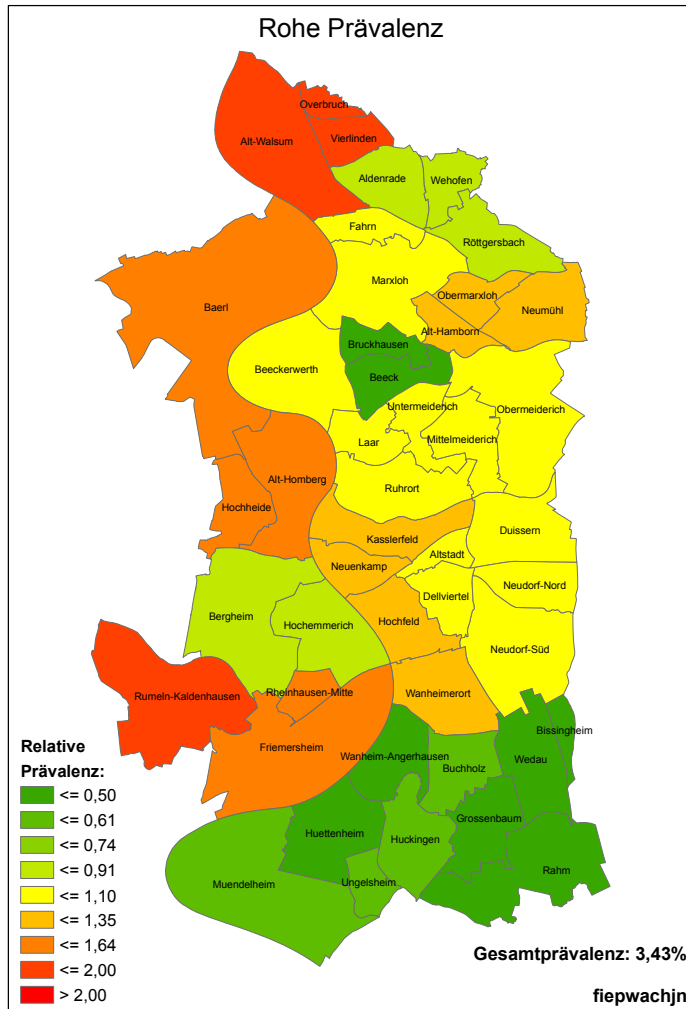 Rohe Prävalenz
Overbruch
Alt-Walsum
Vierlinden
Aldenrade
Wehofen
Fahrn
Röttgersbach
Marxloh
Obermarxloh
Baerl
Neumühl
Alt-Hamborn
Bruckhausen
Beeckerwerth
Beeck
Untermeiderich
Obermeiderich
Laar
Mittelmeiderich
Alt-Homberg
Ruhrort
Hochheide
Kasslerfeld
Duissern
Altstadt
Neuenkamp
Neudorf-Nord
Dellviertel
Bergheim
Hochemmerich
Hochfeld
Neudorf-Süd
Rumeln-Kaldenhausen
Rheinhausen-Mitte
Wanheimerort
Bissingheim
Friemersheim
Wanheim-Angerhausen
Wedau
Buchholz
Grossenbaum
Huettenheim
Huckingen
Rahm
Muendelheim
Ungelsheim
Relative
Prävalenz:
<= 0,50
<= 0,61
<= 0,74
<= 0,91
<= 1,10
<= 1,35
<= 1,64
<= 2,00
> 2,00
Gesamtprävalenz: 3,43%
fiepwachjn